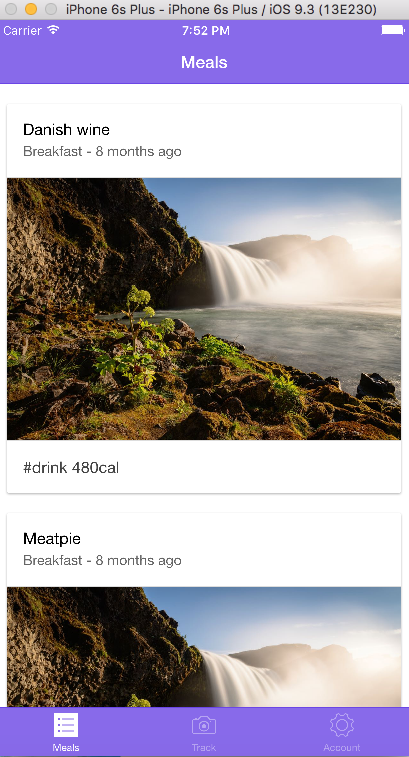 iPhone 6s Plus - iPhone 6s Plus / iOS 9.3 (13E230)
Carrier 7:52 PM
Meals
Danish wine
Breakfast - 8 months ago
#drink 480cal
Meatpie
Breakfast - 8 months ago
Meals Track Account